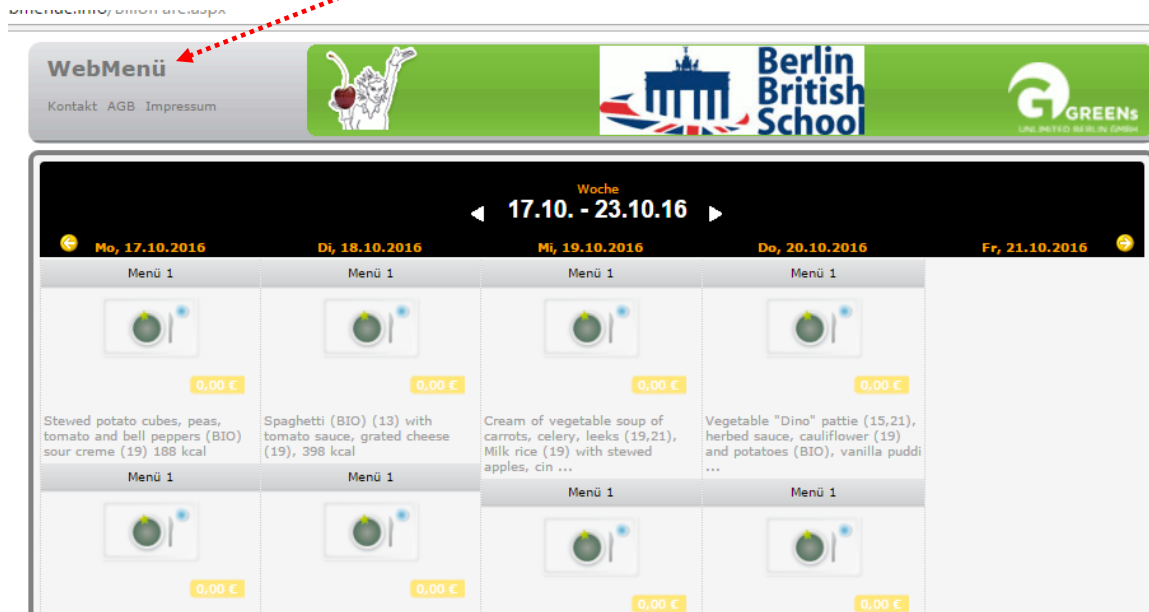 WebMenü
Kontakt AGB Impressum
Berlin
British
School
GREENs
UNLIMITED BERLIN GMBH
Woche
17.10. - 23.10.16
Mo, 17.10.2016 Di, 18.10.2016 Mi, 19.10.2016 Do, 20.10.2016 Fr, 21.10.2016
Menü 1 Menü 1 Menü 1 Menü 1
0,00 € 0,00 € 0,00 € 0,00 €
Stewed potato cubes, peas,
tomato and bell peppers (BIO)
sour creme (19) 188 kcal
Spaghetti (BIO) (13) with
tomato sauce, grated cheese
(19), 398 kcal
Cream of vegetable soup of
carrots, celery, leeks (19,21),
Milk rice (19) with stewed
apples, cin ...
Vegetable "Dino" pattie (15,21),
herbed sauce, cauliflower (19)
and potatoes (BIO), vanilla puddi
...
Menü 1 Menü 1 Menü 1 Menü 1
0,00 € 0,00 € 0,00 € 0,00 €